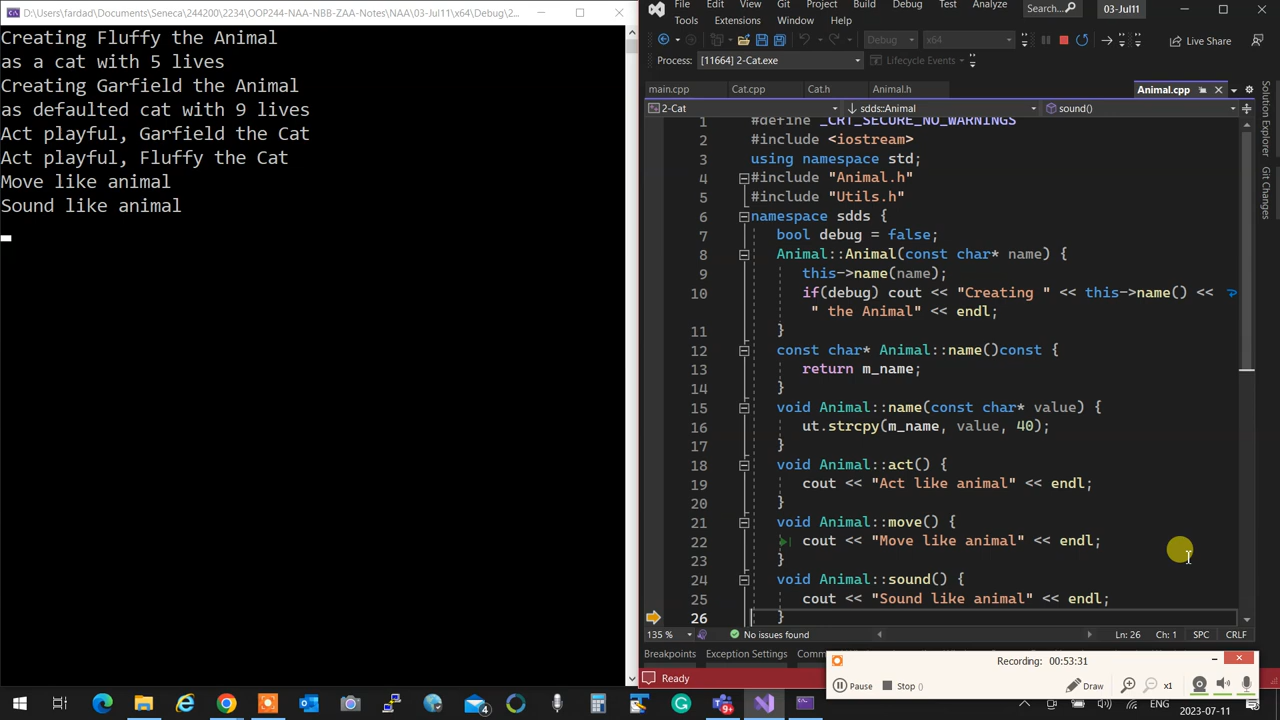 D:\Users\fardad\Documents\Seneca\244200\2234\OOP244-NAA-NBB-ZAA-Notes\NAA\03-Jul11\x64\Debug\2...
Creating Fluffy the Animal
as a cat with 5 lives
Creating Garfield the Animal
as defaulted cat with 9 lives
Act playful, Garfield the Cat
Act playful, Fluffy the Cat
Move like animal
Sound like animal
File Edit View Git Project Build Debug Test Analyze Search... 03-Jul11
Tools Extensions Window Help
Debug x64 Live Share
Process: [11664] 2-Cat.exe Lifecycle Events
main.cpp Cat.cpp Cat.h Animal.h Animal.cpp
2-Cat sdds::Animal sound()
1 #define _CRT_SECURE_NO_WARNINGS
2 #include <iostream>
3 using namespace std;
4 #include "Animal.h"
5 #include "Utils.h"
6 namespace sdds {
7 bool debug = false;
8 Animal::Animal(const char* name) {
9 this->name(name);
10 if(debug) cout << "Creating " << this->name() <<
" the Animal" << endl;
11 }
12 const char* Animal::name()const {
13 return m_name;
14 }
15 void Animal::name(const char* value) {
16 ut.strcpy(m_name, value, 40);
17 }
18 void Animal::act() {
19 cout << "Act like animal" << endl;
20 }
21 void Animal::move() {
22 cout << "Move like animal" << endl;
23 }
24 void Animal::sound() {
25 cout << "Sound like animal" << endl;
26 }
Solution Explorer
Git Changes
135 % No issues found Ln: 26 Ch: 1 SPC CRLF
Breakpoints Exception Settings
Ready
Recording: 00:53:31
Pause Stop Draw x1
4
9+
ENG 2023-07-11